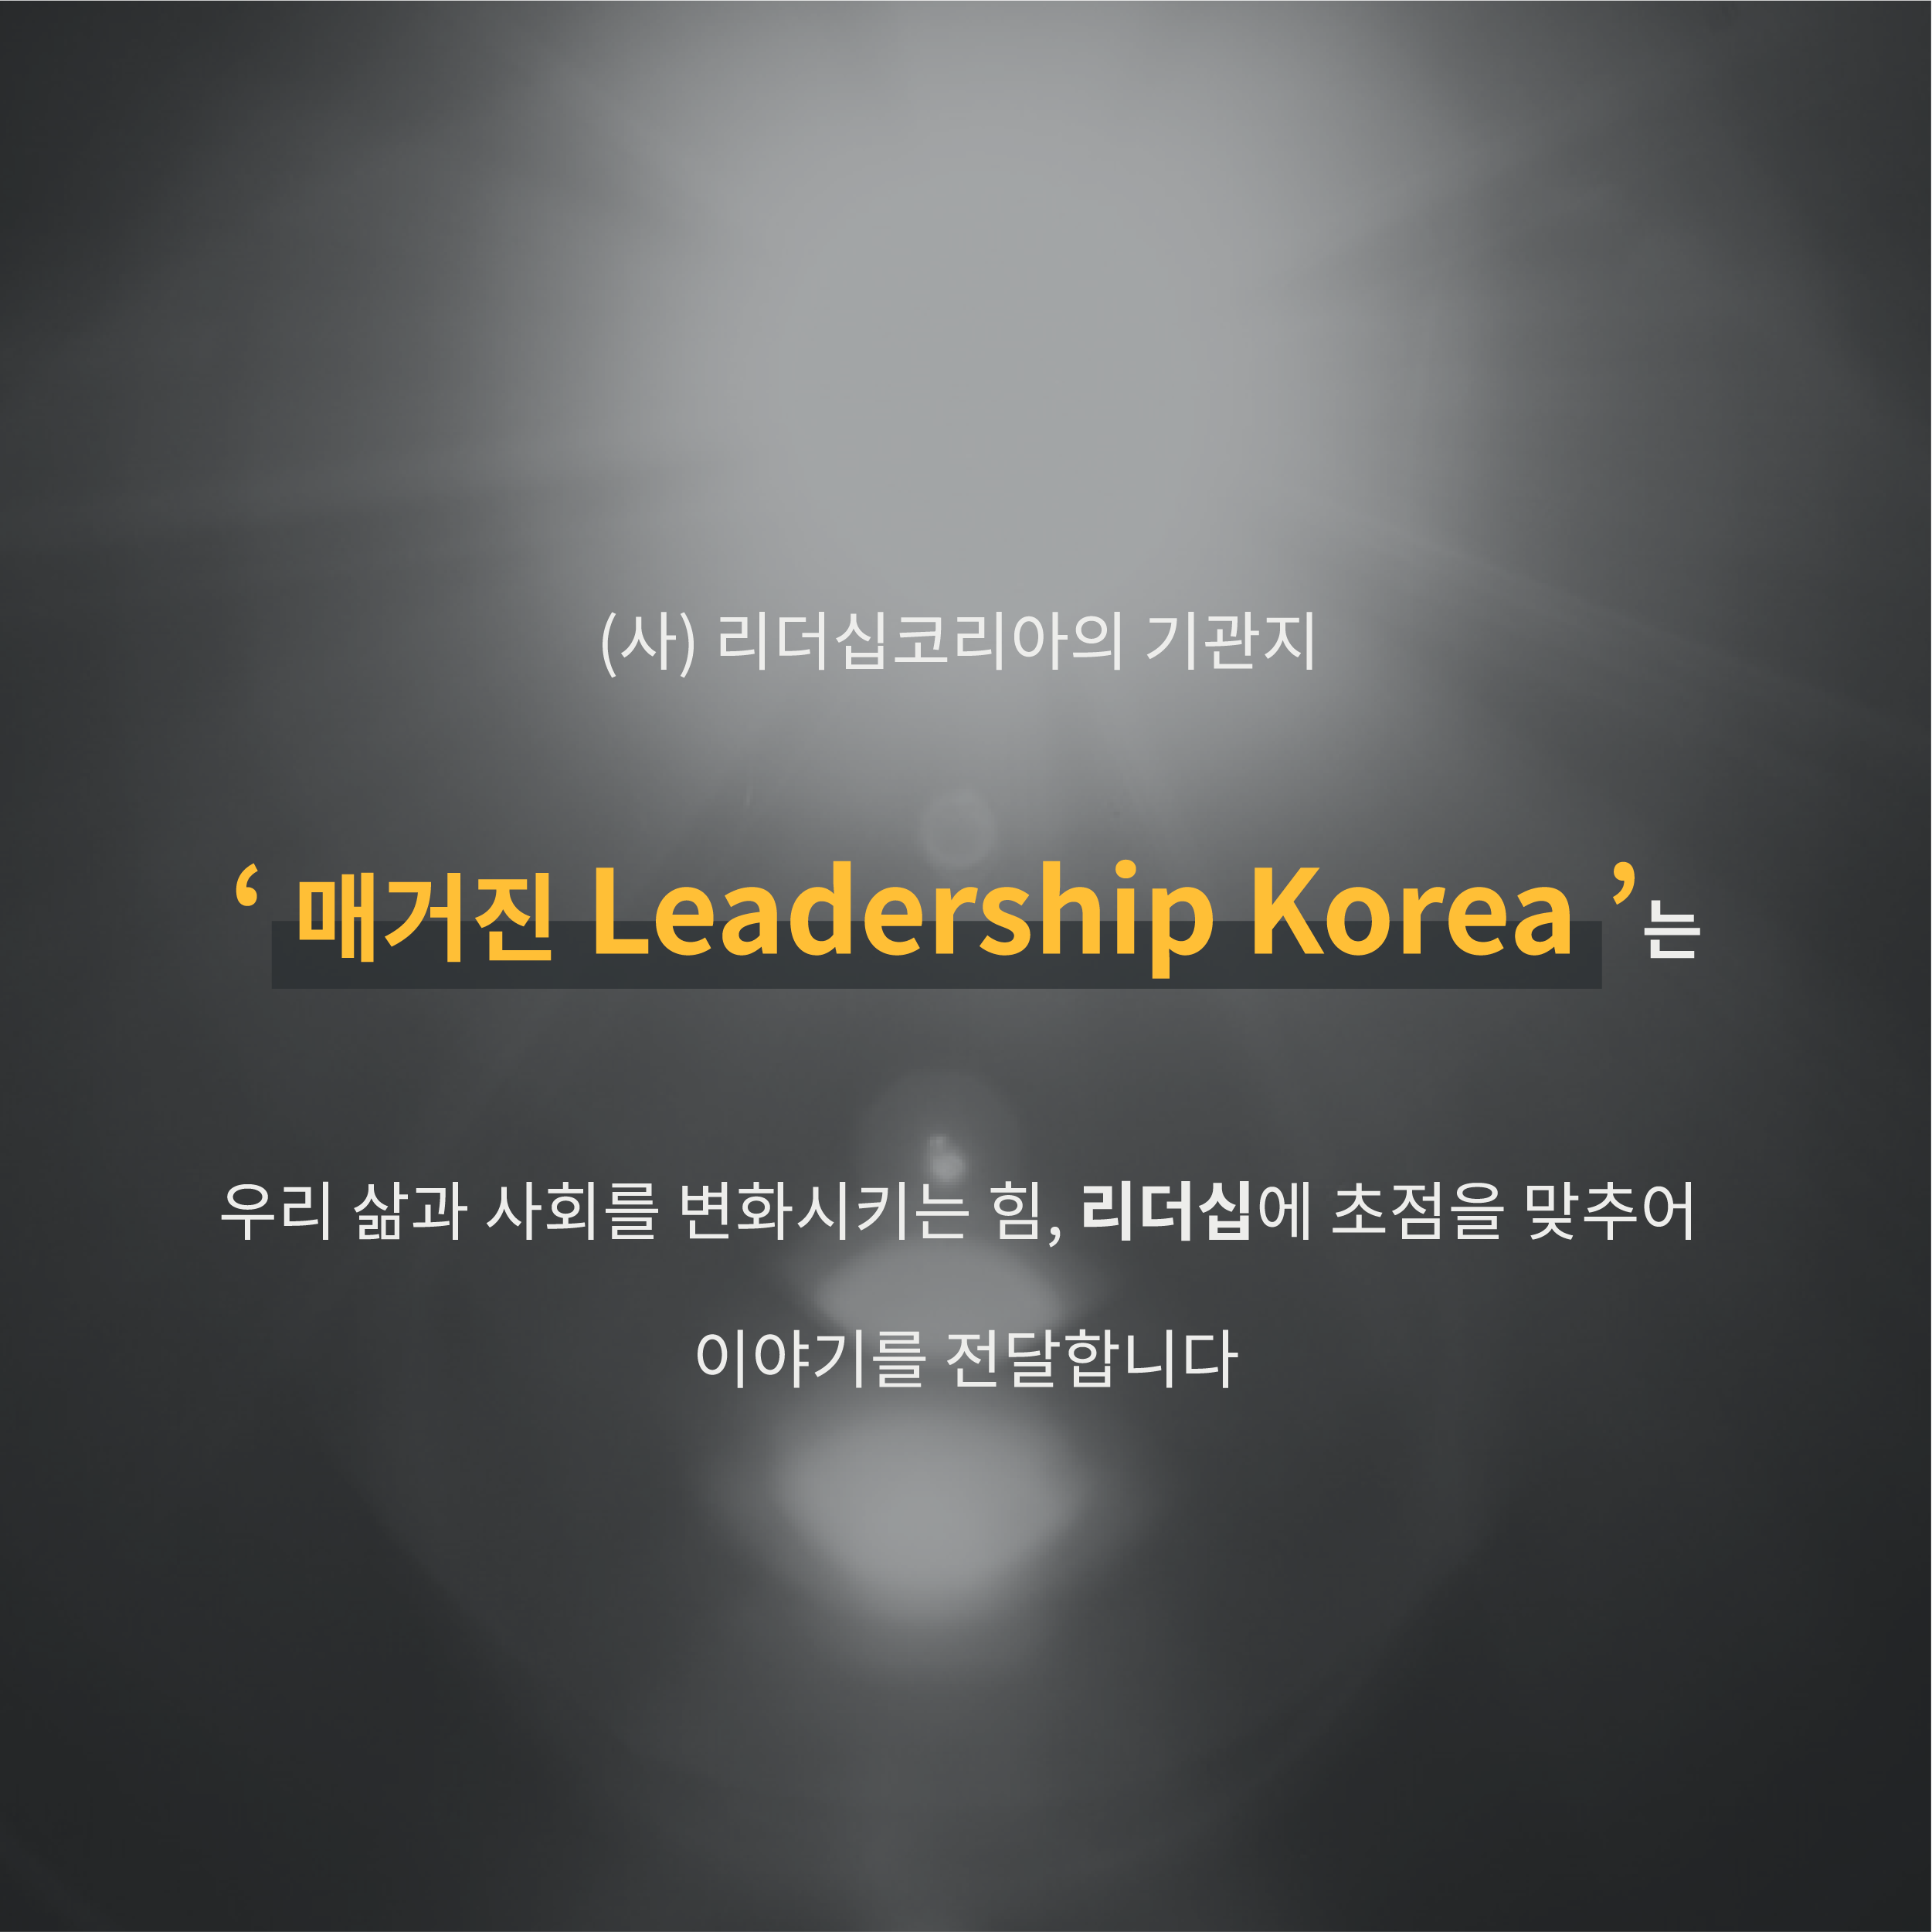 (사) 리더십코리아의 기관지
‘ 매거진 Leadership Korea ’는
우리 삶과 사회를 변화시키는 힘, 리더십에 초점을 맞추어
이야기를 전달합니다